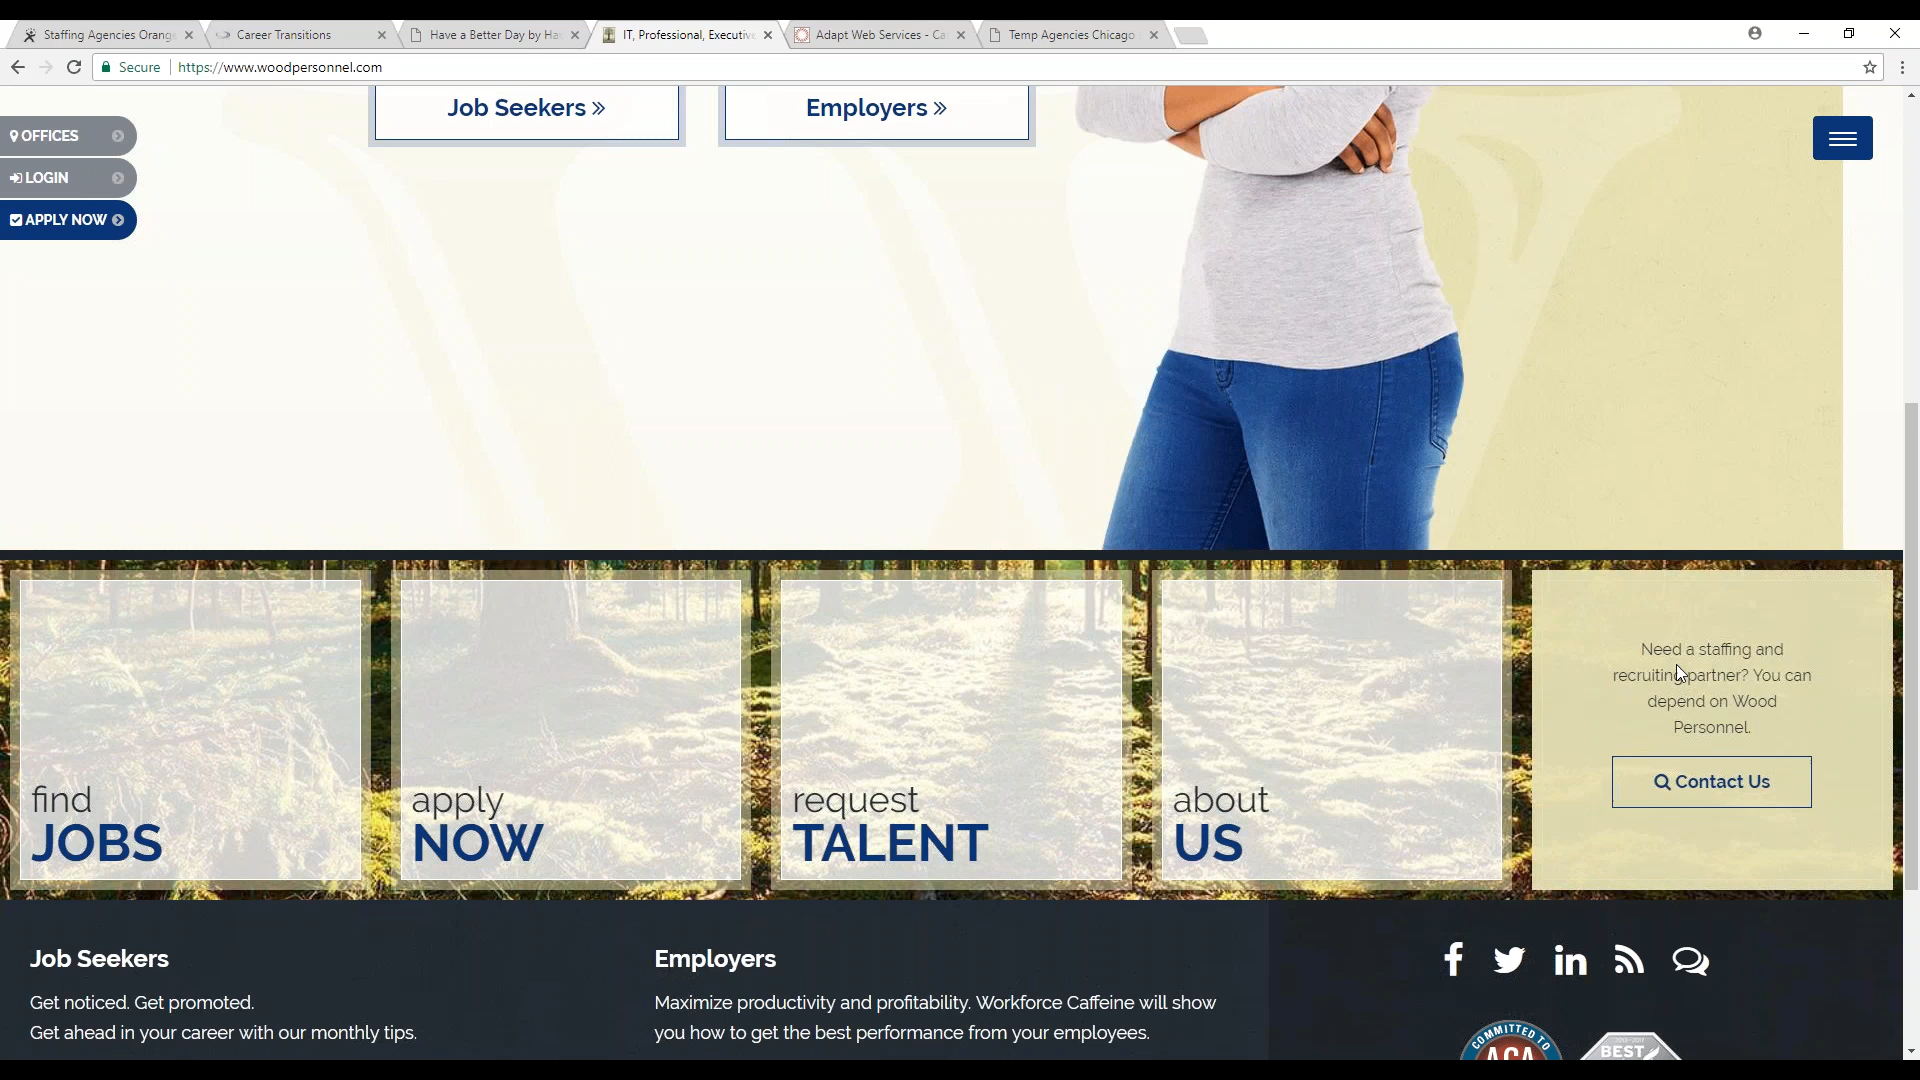 Staffing Agencies Orang
Career Transitions
Have a Better Day by Ha
IT, Professional, Executiv
Adapt Web Services - Ca
Temp Agencies Chicago
Secure
https://www.woodpersonnel.com
Job Seekers »
Employers »
OFFICES
LOGIN
APPLY NOW
Need a staffing and
recruiting partner? You can
depend on Wood
Personnel.
Contact Us
find
JOBS
apply
NOW
request
TALENT
about
US
Job Seekers
Get noticed. Get promoted.
Get ahead in your career with our monthly tips.
Employers
Maximize productivity and profitability. Workforce Caffeine will show
you how to get the best performance from your employees.
COMMITTED TO
ACA
BEST